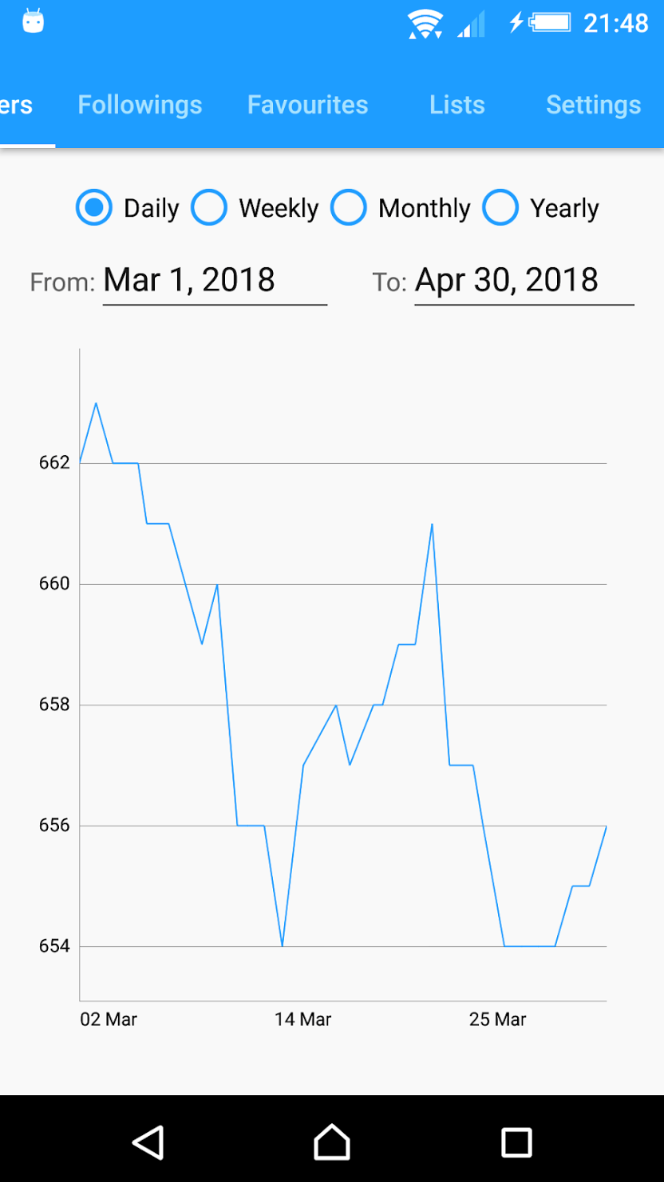 21:48
ers Followings Favourites Lists Settings
Daily Weekly Monthly Yearly
From: Mar 1, 2018 To: Apr 30, 2018
662
660
658
656
654
02 Mar 14 Mar 25 Mar